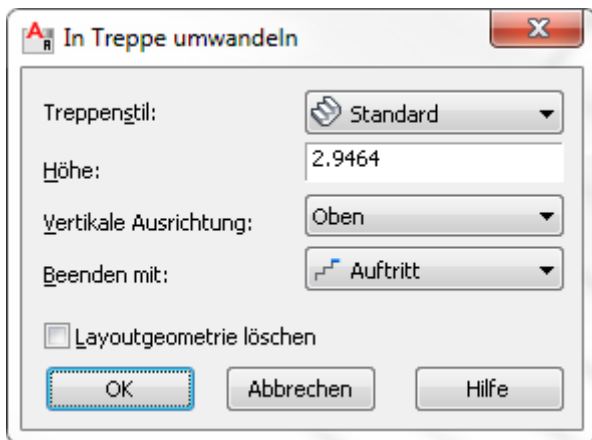 In Treppe umwandeln
Treppenstil: Standard
Höhe: 2.9464
Vertikale Ausrichtung: Oben
Beenden mit: Auftritt
Layoutgeometrie löschen
OK Abbrechen Hilfe